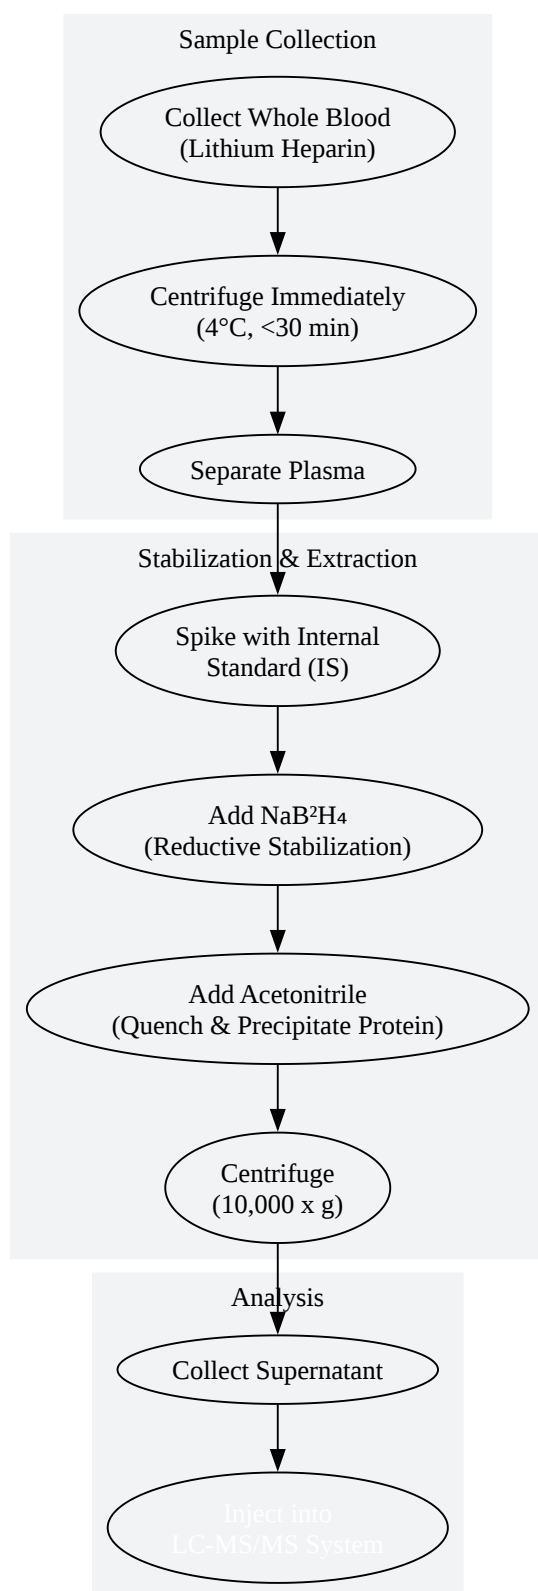 Sample Collection
Collect Whole Blood
(Lithium Heparin)
Centrifuge Immediately
(4°C, <30 min)
Separate Plasma
Stabilization & Extraction
Spike with Internal
Standard (IS)
Add NaB²H₄
(Reductive Stabilization)
Add Acetonitrile
(Quench & Precipitate Protein)
Centrifuge
(10,000 x g)
Analysis
Collect Supernatant
Inject into
LC-MS/MS System